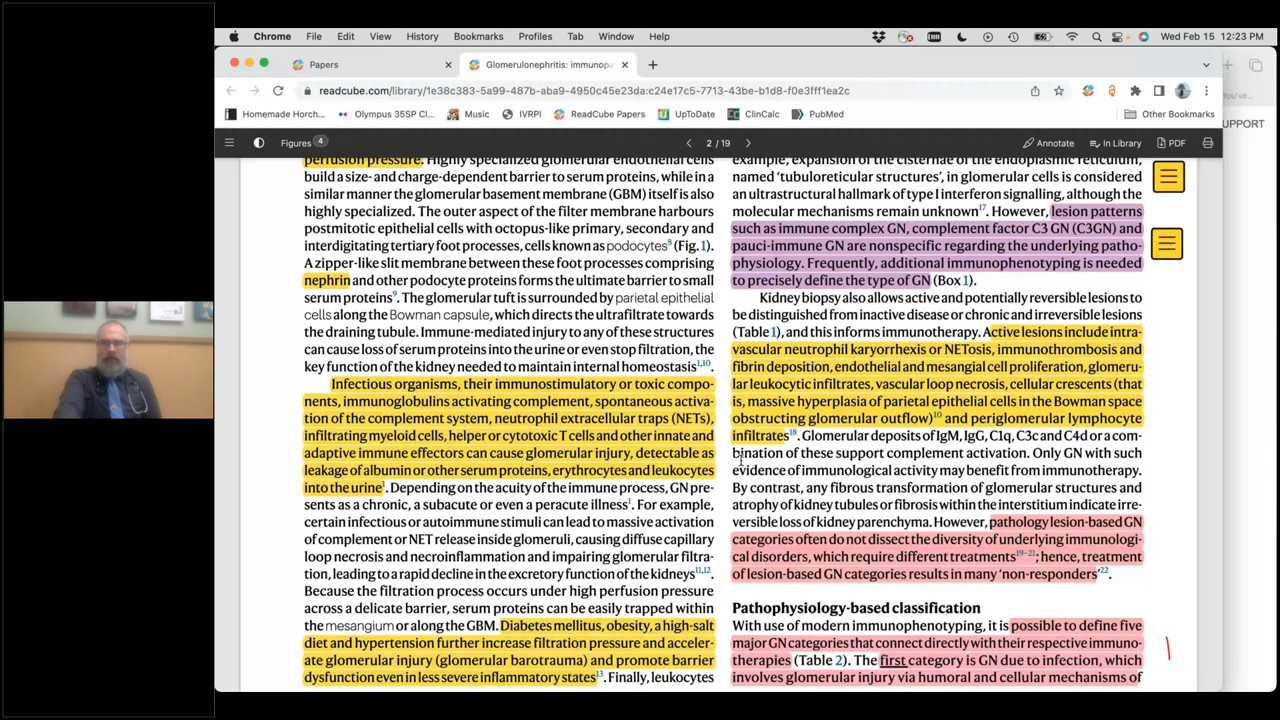 Chrome File Edit View History Bookmarks Profiles Tab Window Help Wed Feb 15 12:23 PM
Papers × Glomerulonephritis: immunopa × +
readcube.com/library/1e38c383-5a99-487b-aba9-4950c45e23da:c24e17c5-7713-43be-b1d8-f0e3fff1ea2c
You've...
Homemade Horch... Olympus 35SP Cl... Music IVRPI ReadCube Papers UpToDate ClinCalc PubMed Other Bookmarks
UPPORT
Figures 4 2 / 19 Annotate In Library PDF
perfusion pressure. Highly specialized glomerular endothelial cells
build a size- and charge-dependent barrier to serum proteins, while in a
similar manner the glomerular basement membrane (GBM) itself is also
highly specialized. The outer aspect of the filter membrane harbours
postmitotic epithelial cells with octopus-like primary, secondary and
interdigitating tertiary foot processes, cells known as podocytes8 (Fig. 1).
A zipper-like slit membrane between these foot processes comprising
nephrin and other podocyte proteins forms the ultimate barrier to small
serum proteins9. The glomerular tuft is surrounded by parietal epithelial
cells along the Bowman capsule, which directs the ultrafiltrate towards
the draining tubule. Immune-mediated injury to any of these structures
can cause loss of serum proteins into the urine or even stop filtration, the
key function of the kidney needed to maintain internal homeostasis1,10.
Infectious organisms, their immunostimulatory or toxic compo-
nents, immunoglobulins activating complement, spontaneous activa-
tion of the complement system, neutrophil extracellular traps (NETs),
infiltrating myeloid cells, helper or cytotoxic T cells and other innate and
adaptive immune effectors can cause glomerular injury, detectable as
leakage of albumin or other serum proteins, erythrocytes and leukocytes
into the urine1. Depending on the acuity of the immune process, GN pre-
sents as a chronic, a subacute or even a peracute illness1. For example,
certain infectious or autoimmune stimuli can lead to massive activation
of complement or NET release inside glomeruli, causing diffuse capillary
loop necrosis and necroinflammation and impairing glomerular filtra-
tion, leading to a rapid decline in the excretory function of the kidneys11,12.
Because the filtration process occurs under high perfusion pressure
across a delicate barrier, serum proteins can be easily trapped within
the mesangium or along the GBM. Diabetes mellitus, obesity, a high-salt
diet and hypertension further increase filtration pressure and acceler-
ate glomerular injury (glomerular barotrauma) and promote barrier
dysfunction even in less severe inflammatory states13. Finally, leukocytes
example, expansion of the cisternae of the endoplasmic reticulum,
named 'tubuloreticular structures', in glomerular cells is considered
an ultrastructural hallmark of type I interferon signalling, although the
molecular mechanisms remain unknown17. However, lesion patterns
such as immune complex GN, complement factor C3 GN (C3GN) and
pauci-immune GN are nonspecific regarding the underlying patho-
physiology. Frequently, additional immunophenotyping is needed
to precisely define the type of GN (Box 1).
Kidney biopsy also allows active and potentially reversible lesions to
be distinguished from inactive disease or chronic and irreversible lesions
(Table 1), and this informs immunotherapy. Active lesions include intra-
vascular neutrophil karyorrhexis or NETosis, immunothrombosis and
fibrin deposition, endothelial and mesangial cell proliferation, glomeru-
lar leukocytic infiltrates, vascular loop necrosis, cellular crescents (that
is, massive hyperplasia of parietal epithelial cells in the Bowman space
obstructing glomerular outflow)10 and periglomerular lymphocyte
infiltrates18. Glomerular deposits of IgM, IgG, C1q, C3c and C4d or a com-
bination of these support complement activation. Only GN with such
evidence of immunological activity may benefit from immunotherapy.
By contrast, any fibrous transformation of glomerular structures and
atrophy of kidney tubules or fibrosis within the interstitium indicate irre-
versible loss of kidney parenchyma. However, pathology lesion-based GN
categories often do not dissect the diversity of underlying immunologi-
cal disorders, which require different treatments19–21; hence, treatment
of lesion-based GN categories results in many 'non-responders'22.
Pathophysiology-based classification
With use of modern immunophenotyping, it is possible to define five
major GN categories that connect directly with their respective immuno-
therapies (Table 2). The first category is GN due to infection, which
involves glomerular injury via humoral and cellular mechanisms of